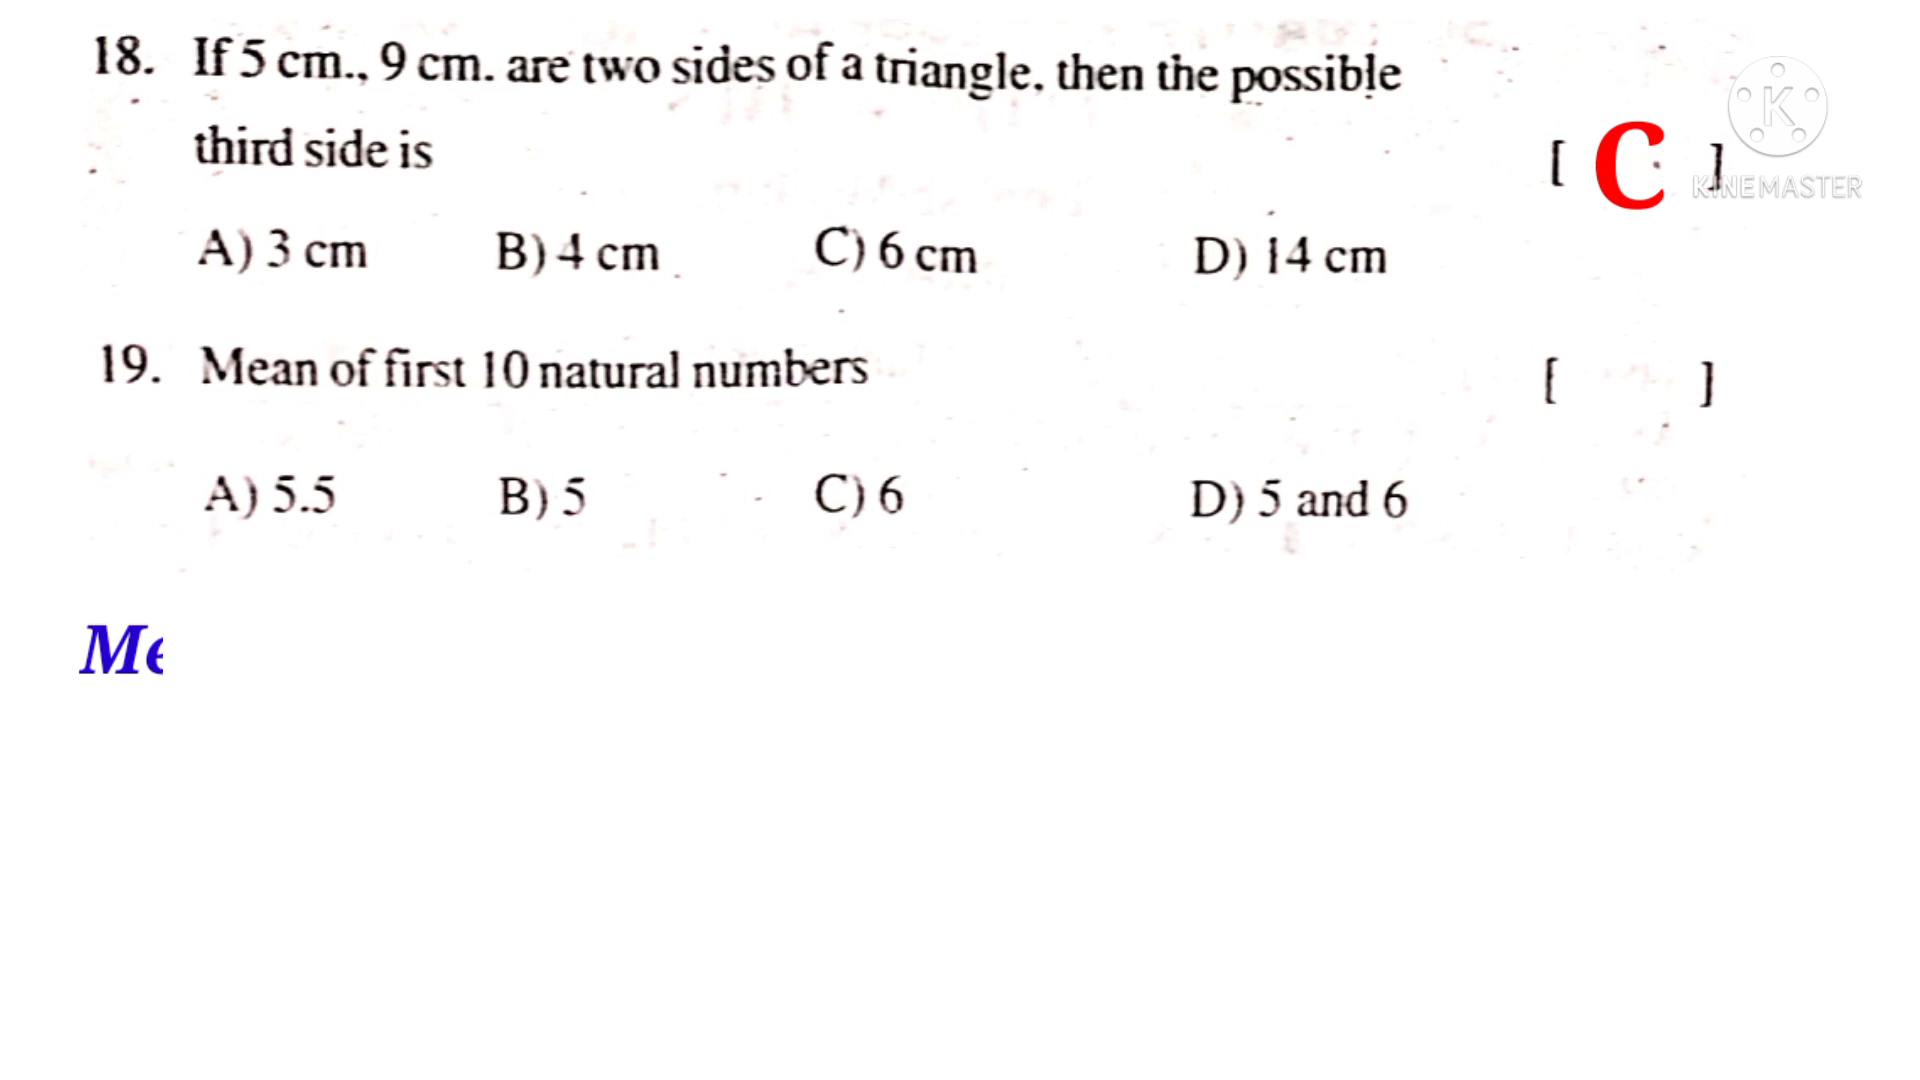 18. If 5 cm., 9 cm. are two sides of a triangle, then the possible
third side is [ C ]
KINEMASTER
A) 3 cm B) 4 cm C) 6 cm D) 14 cm
19. Mean of first 10 natural numbers [ ]
A) 5.5 B) 5 C) 6 D) 5 and 6
Me